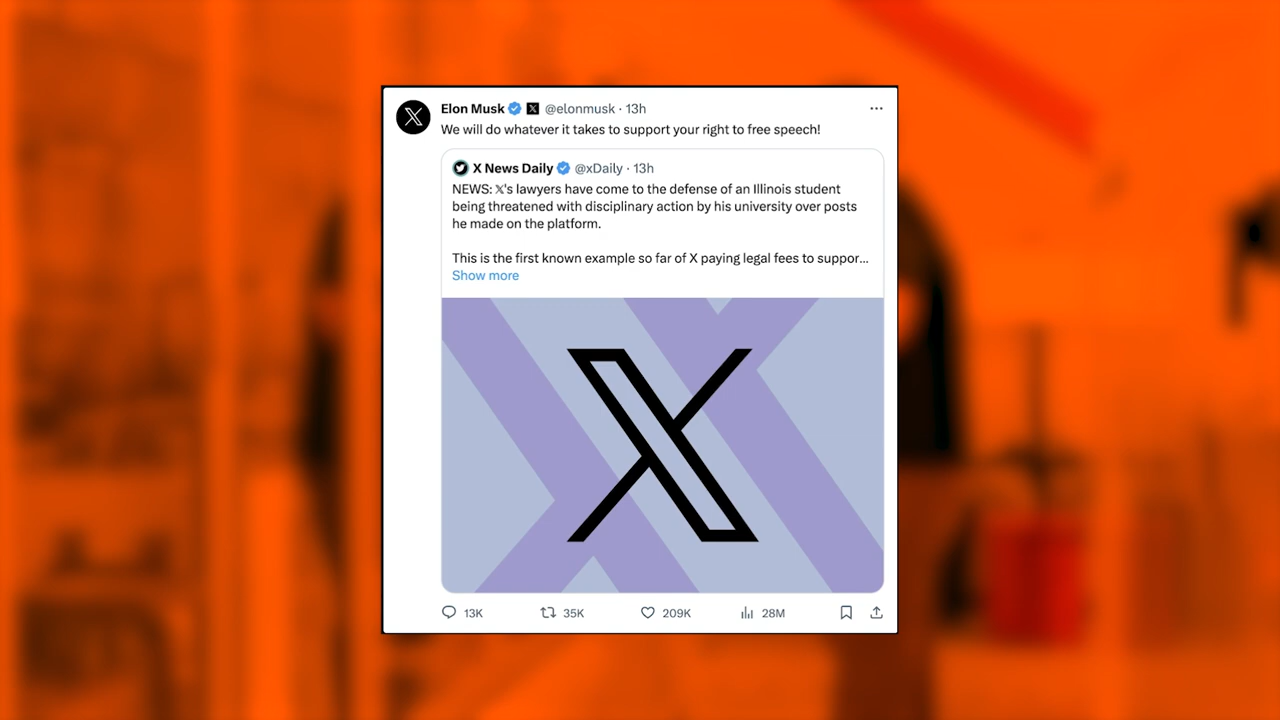 Elon Musk @elonmusk · 13h
We will do whatever it takes to support your right to free speech!
X News Daily @xDaily · 13h
NEWS: 𝕏's lawyers have come to the defense of an Illinois student
being threatened with disciplinary action by his university over posts
he made on the platform.
This is the first known example so far of X paying legal fees to suppor...
Show more
13K 35K 209K 28M